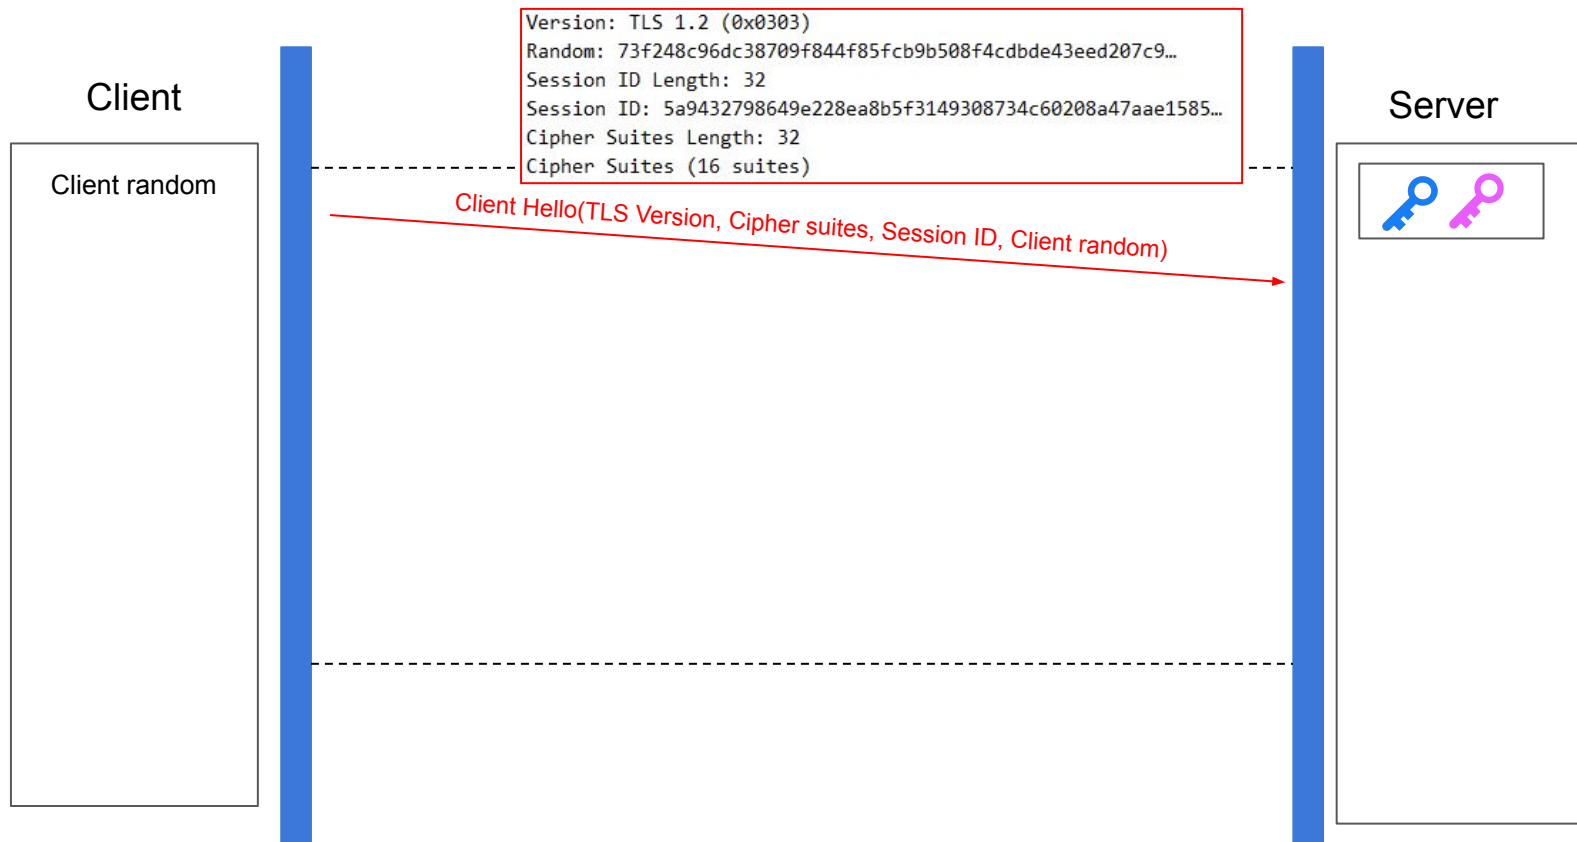 Version: TLS 1.2 (0x0303)
Random: 73f248c96dc38709f844f85fcb9b508f4cdbde43eed207c9…
Session ID Length: 32
Session ID: 5a9432798649e228ea8b5f3149308734c60208a47aae1585…
Cipher Suites Length: 32
Cipher Suites (16 suites)
Client
Server
Client random
Client Hello(TLS Version, Cipher suites, Session ID, Client random)